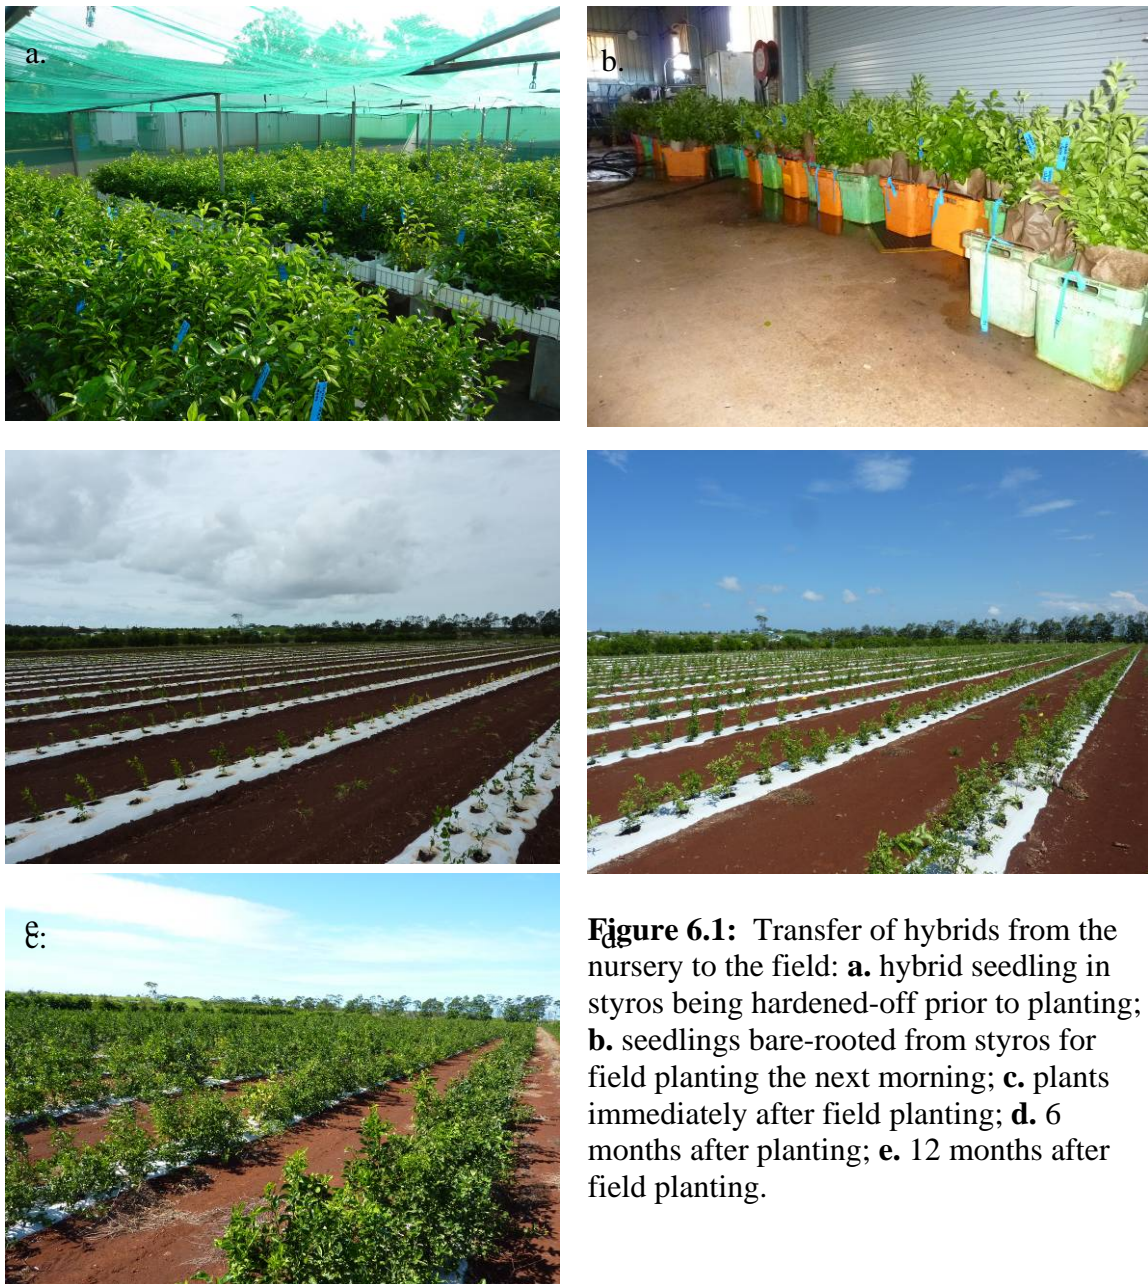 a.
b.
e
c:
d.
Figure 6.1: Transfer of hybrids from the
nursery to the field: a. hybrid seedling in
styros being hardened-off prior to planting;
b. seedlings bare-rooted from styros for
field planting the next morning; c. plants
immediately after field planting; d. 6
months after planting; e. 12 months after
field planting.